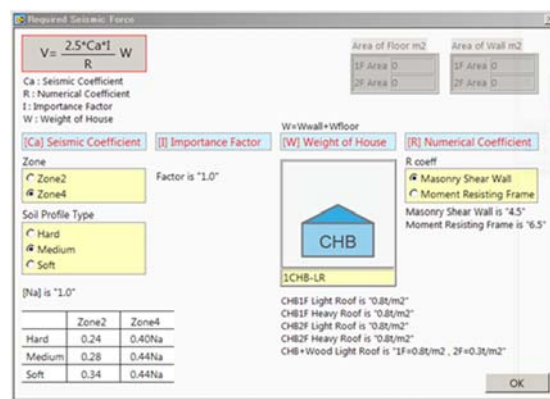 Required Seismic Force
V= 2.5*Ca*I / R W
Ca : Seismic Coefficient
R : Numerical Coefficient
I : Importance Factor
W : Weight of House
Area of Floor m2
1F Area 0
2F Area 0
Area of Wall m2
1F Area 0
2F Area 0
W=Wwall+Wfloor
[Ca] Seismic Coefficient
[I] Importance Factor
[W] Weight of House
[R] Numerical Coefficient
Zone
Zone2
Zone4
Soil Profile Type
Hard
Medium
Soft
[Na] is "1.0"
Zone2 Zone4
Hard 0.24 0.40Na
Medium 0.28 0.44Na
Soft 0.34 0.44Na
Factor is "1.0"
CHB
1CHB-LR
CHB1F Light Roof is "0.8t/m2"
CHB1F Heavy Roof is "0.8t/m2"
CHB2F Light Roof is "0.8t/m2"
CHB2F Heavy Roof is "0.8t/m2"
CHB+Wood Light Roof is "1F=0.8t/m2 , 2F=0.3t/m2"
R coeff
Masonry Shear Wall
Moment Resisting Frame
Masonry Shear Wall is "4.5"
Moment Resisting Frame is "6.5"
OK